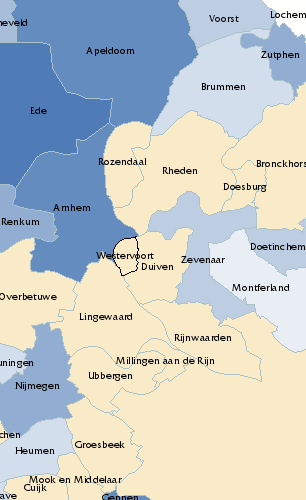 Lochem
Voorst
neveld
Apeldoorn
Zutphen
Brummen
Ede
Rozendaal
Rheden
Bronckhors
Doesburg
Arnhem
Renkum
Doetinchem
Westervoort
Duiven
Zevenaar
Montferland
Overbetuwe
Lingewaard
Rijnwaarden
Millingen aan de Rijn
uningen
Ubbergen
Nijmegen
chen
Groesbeek
Heumen
Mook en Middelaar
Cuijk
ave
Gennep